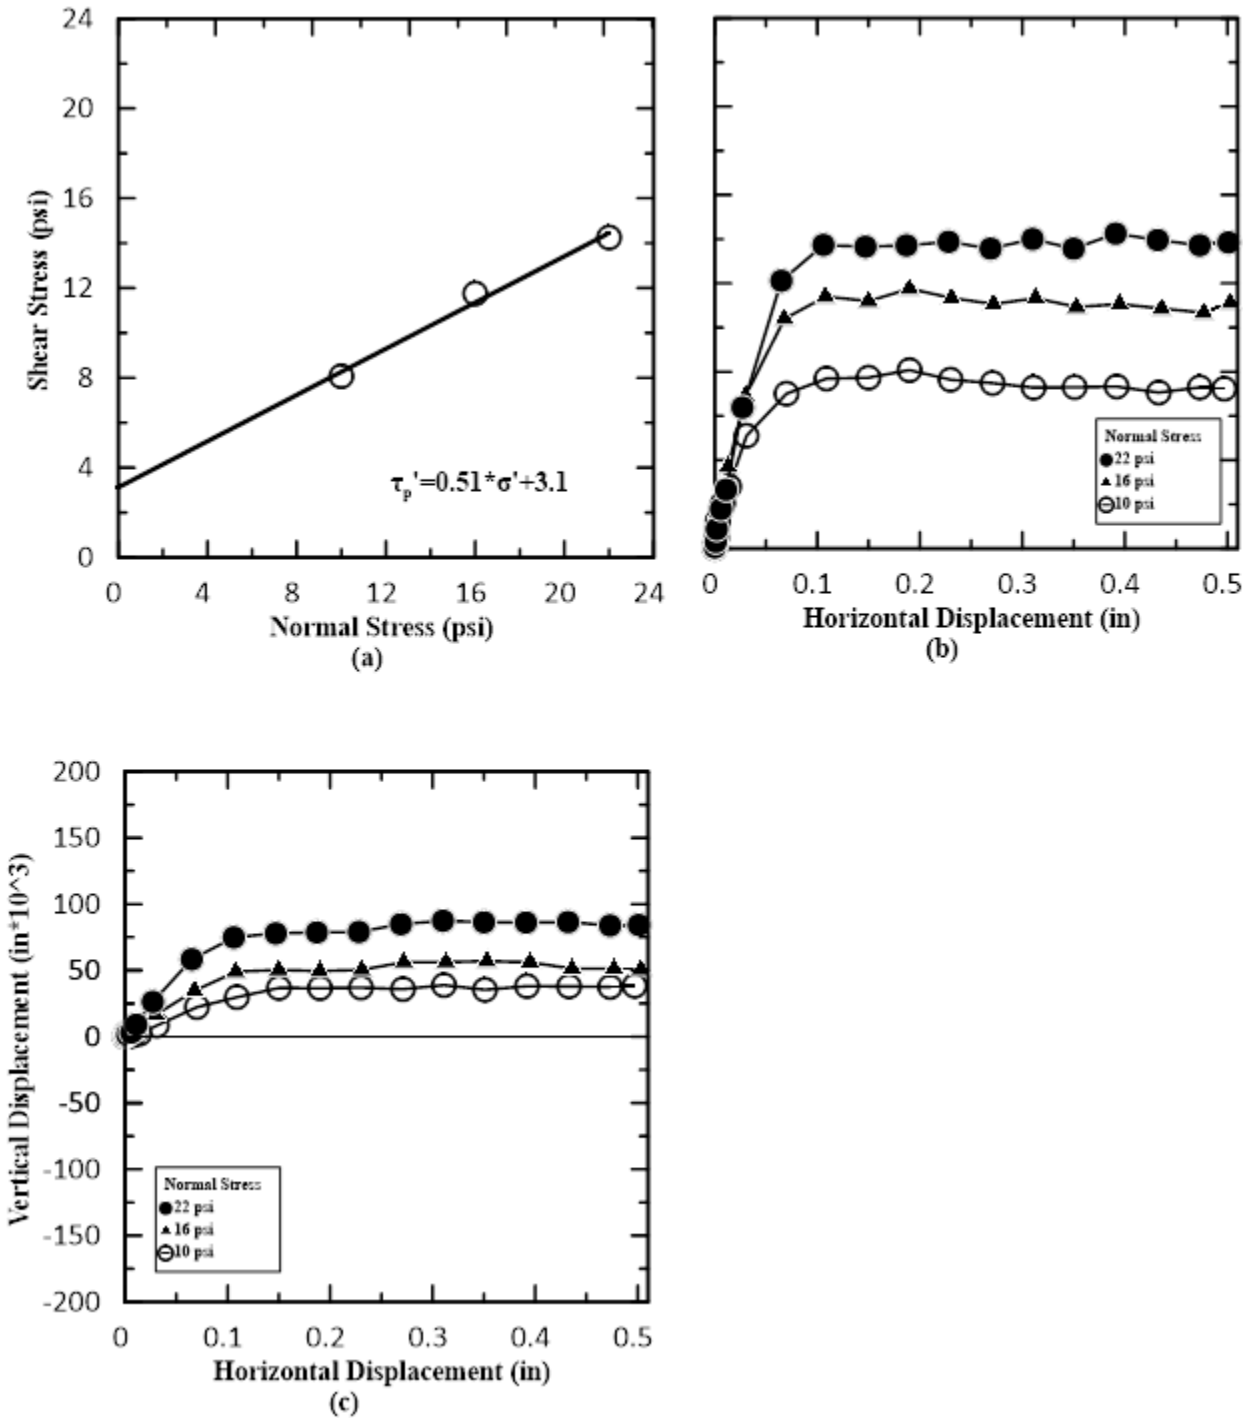 24
20
16
12
8
4
0
Shear Stress (psi)
τp'=0.51*σ'+3.1
0 4 8 12 16 20 24
Normal Stress (psi)
(a)
Normal Stress
22 psi
16 psi
10 psi
0 0.1 0.2 0.3 0.4 0.5
Horizontal Displacement (in)
(b)
200
150
100
50
0
-50
-100
-150
-200
Vertical Displacement (in*10^3)
Normal Stress
22 psi
16 psi
10 psi
0 0.1 0.2 0.3 0.4 0.5
Horizontal Displacement (in)
(c)